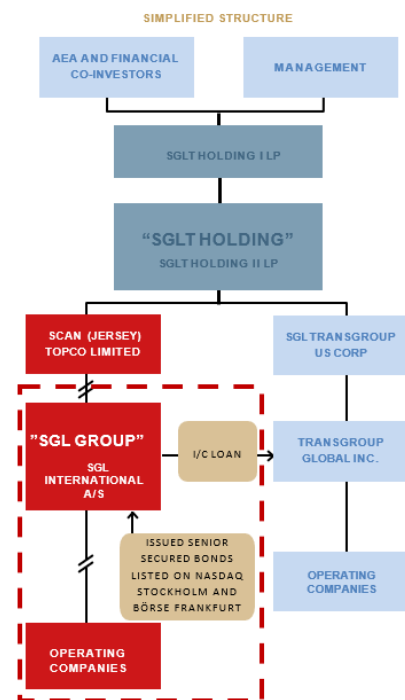 SIMPLIFIED STRUCTURE
AEA AND FINANCIAL
CO-INVESTORS
MANAGEMENT
SGLT HOLDING I LP
"SGLT HOLDING"
SGLT HOLDING II LP
SCAN (JERSEY)
TOPCO LIMITED
SGL TRANSGROUP
US CORP
"SGL GROUP"
SGL
INTERNATIONAL
A/S
I/C LOAN
TRANSGROUP
GLOBAL INC.
ISSUED SENIOR
SECURED BONDS
LISTED ON NASDAQ
STOCKHOLM AND
BÖRSE FRANKFURT
OPERATING
COMPANIES
OPERATING
COMPANIES